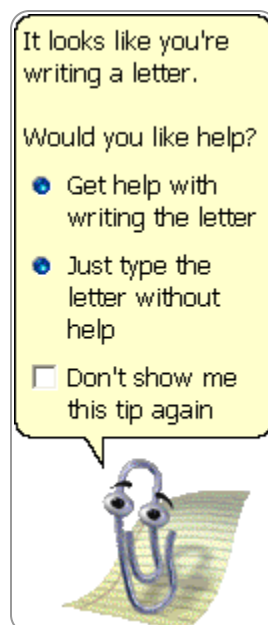 It looks like you're
writing a letter.
Would you like help?
Get help with
writing the letter
Just type the
letter without
help
Don't show me
this tip again